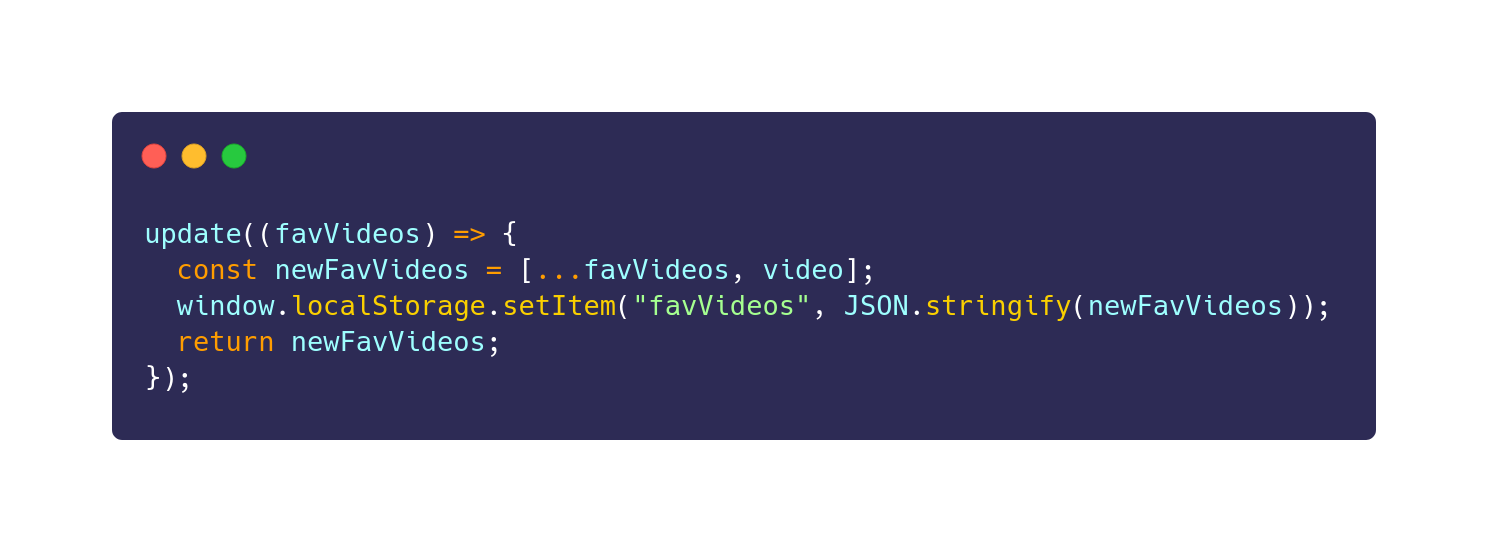 update((favVideos) => {
  const newFavVideos = [...favVideos, video];
  window.localStorage.setItem("favVideos", JSON.stringify(newFavVideos));
  return newFavVideos;
});